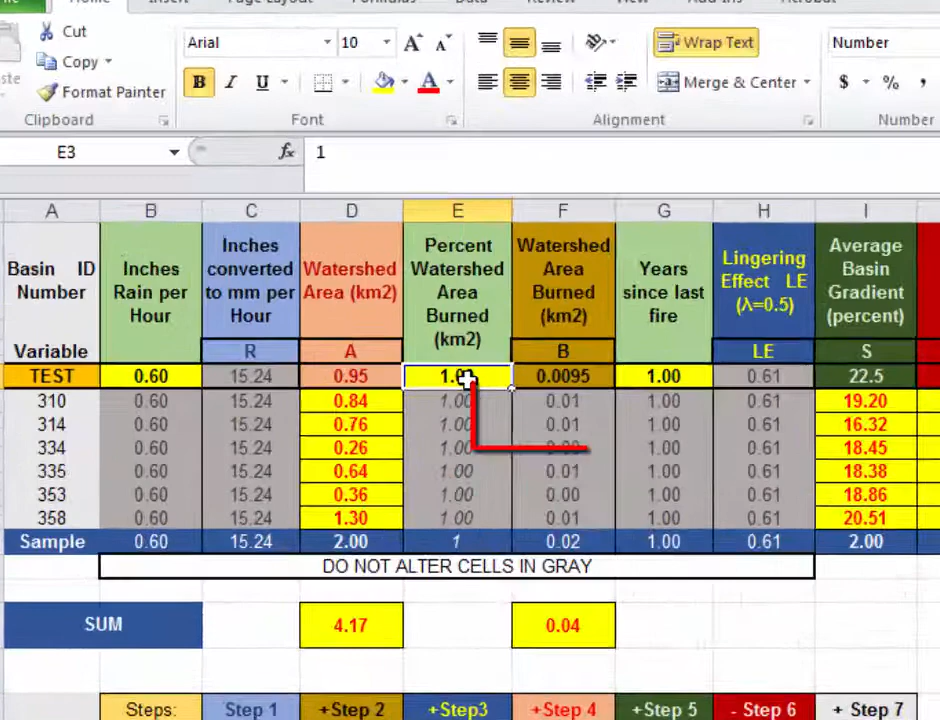 Home Insert Page Layout Formulas Data Review View Add-Ins Acrobat
Cut
Copy
Format Painter
Arial 10
B I U A
Wrap Text
Merge & Center
Number
$ % ,
Clipboard Font Alignment Number
E3 fx 1
A B C D E F G H I
Basin ID Number
Variable
Inches Rain per Hour
Inches converted to mm per Hour
R
Watershed Area (km2)
A
Percent Watershed Area Burned (km2)
Watershed Area Burned (km2)
B
Years since last fire
Lingering Effect LE (λ=0.5)
LE
Average Basin Gradient (percent)
S
TEST 0.60 15.24 0.95 0.0095 1.00 0.61 22.5
310 0.60 15.24 0.84 1.00 0.01 1.00 0.61 19.20
314 0.60 15.24 0.76 1.00 0.01 1.00 0.61 16.32
334 0.60 15.24 0.26 1.00 0.00 1.00 0.61 18.45
335 0.60 15.24 0.64 1.00 0.01 1.00 0.61 18.38
353 0.60 15.24 0.36 1.00 0.00 1.00 0.61 18.86
358 0.60 15.24 1.30 1.00 0.01 1.00 0.61 20.51
Sample 0.60 15.24 2.00 1 0.02 1.00 0.61 2.00
DO NOT ALTER CELLS IN GRAY
SUM 4.17 0.04
Steps: Step 1 +Step 2 +Step3 +Step 4 +Step 5 - Step 6 + Step 7